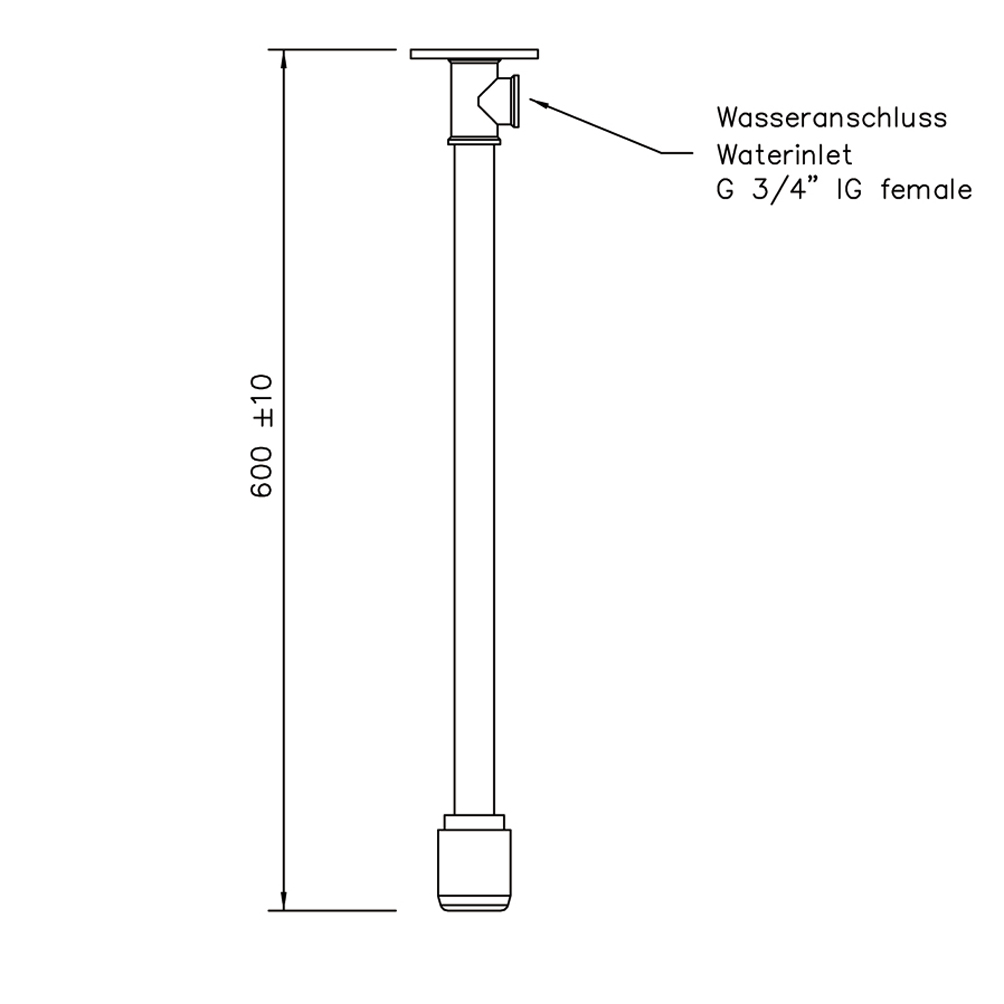 Wasseranschluss
Waterinlet
G 3/4” IG female
600 ±10